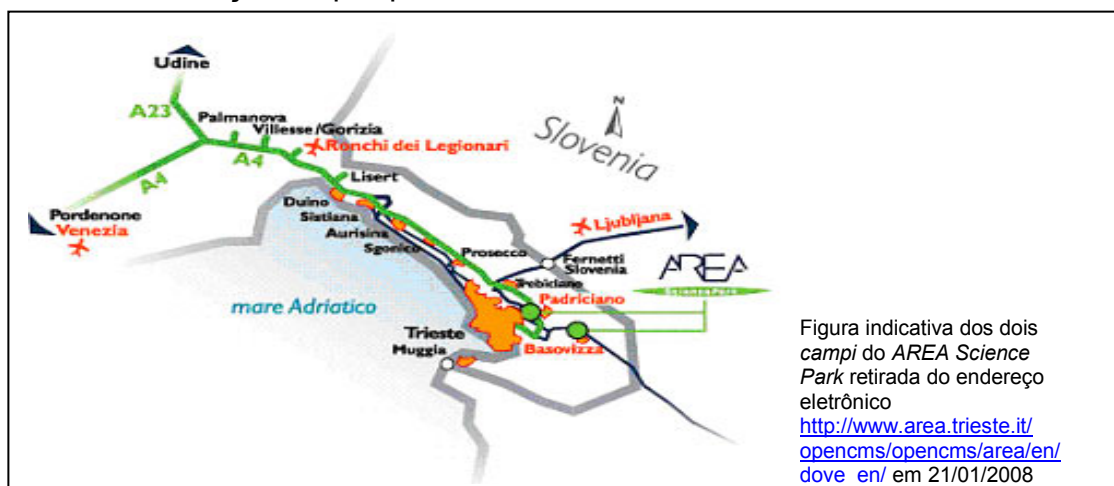 Udine
A23
Palmanova
Villesse/Gorizia
Ronchi dei Legionari
A4
Lisert
A4
Slovenia
N
Pordenone
Venezia
Duino
Sistiana
Aurisina
Sgonico
Prosecco
Ljubljana
Fernetti
Slovenia
AREA
Science Park
Trebiciano
Padriciano
mare Adriatico
Trieste
Muggia
Basovizza
Figura indicativa dos dois
campi do AREA Science
Park retirada do endereço
eletrônico
http://www.area.trieste.it/
opencms/opencms/area/en/
dove_en/ em 21/01/2008